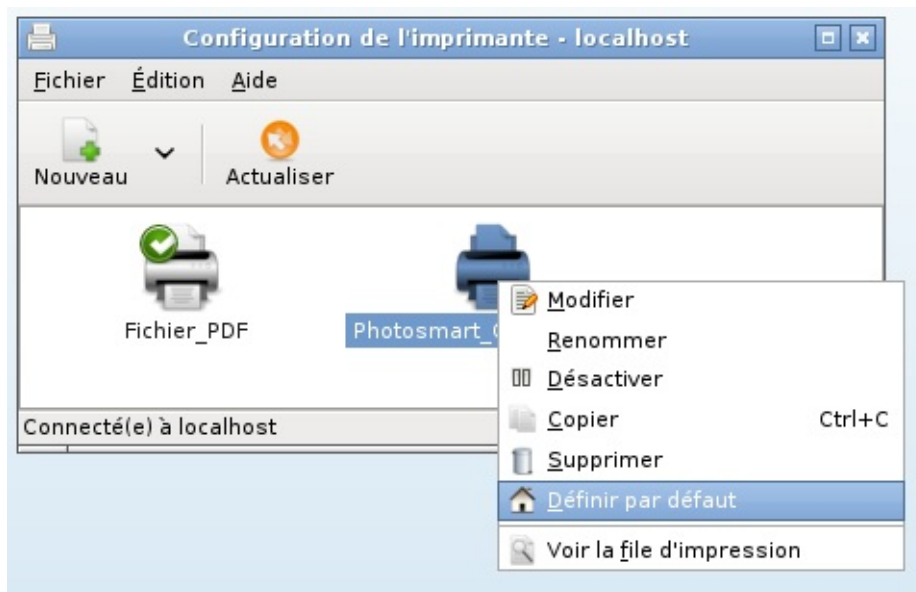 Configuration de l'imprimante - localhost
Fichier Édition Aide
Nouveau Actualiser
Fichier_PDF Photosmart_
Modifier
Renommer
Désactiver
Copier Ctrl+C
Supprimer
Définir par défaut
Voir la file d'impression
Connecté(e) à localhost